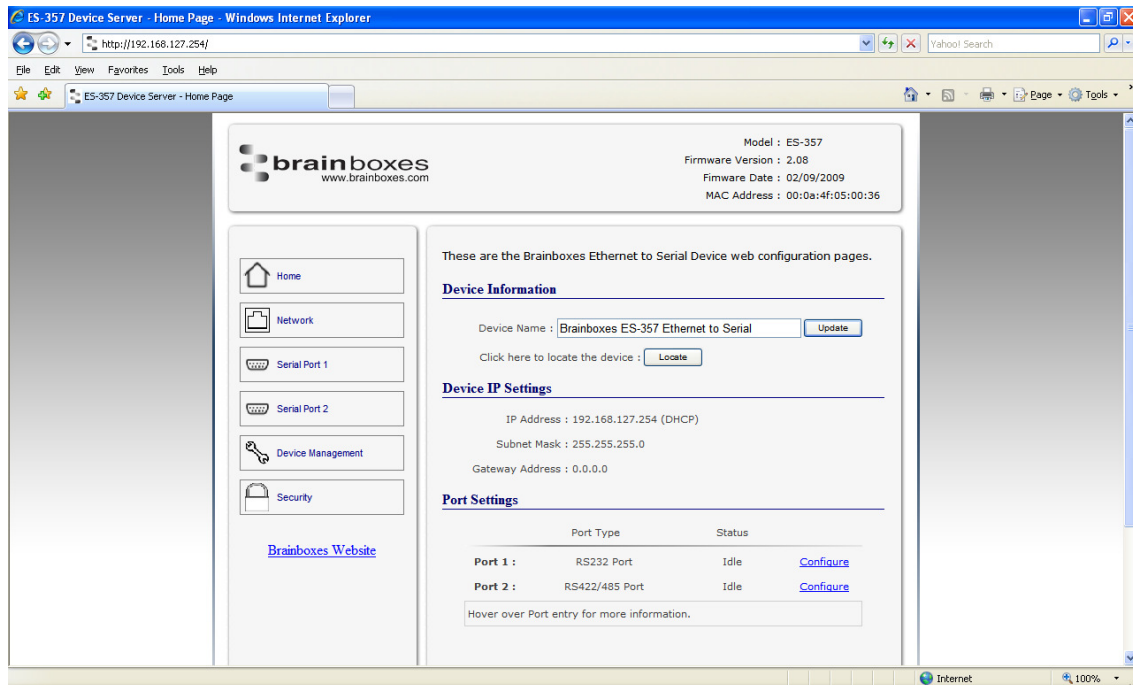 ES-357 Device Server - Home Page - Windows Internet Explorer
http://192.168.127.254/
Yahoo! Search
File Edit View Favorites Tools Help
ES-357 Device Server - Home Page
Page Tools
brainboxes
www.brainboxes.com
Model : ES-357
Firmware Version : 2.08
Fimware Date : 02/09/2009
MAC Address : 00:0a:4f:05:00:36
Home
Network
Serial Port 1
Serial Port 2
Device Management
Security
Brainboxes Website
These are the Brainboxes Ethernet to Serial Device web configuration pages.
Device Information
Device Name : Brainboxes ES-357 Ethernet to Serial Update
Click here to locate the device : Locate
Device IP Settings
IP Address : 192.168.127.254 (DHCP)
Subnet Mask : 255.255.255.0
Gateway Address : 0.0.0.0
Port Settings
Port Type Status
Port 1 : RS232 Port Idle Configure
Port 2 : RS422/485 Port Idle Configure
Hover over Port entry for more information.
Internet 100%